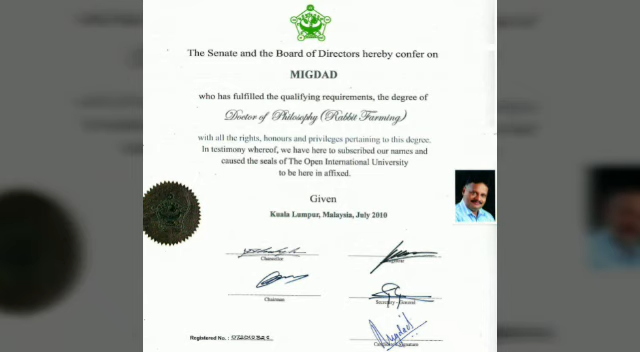 The Senate and the Board of Directors hereby confer on
MIGDAD
who has fulfilled the qualifying requirements, the degree of
Doctor of Philosophy (Rabbit Farming)
with all the rights, honours and privileges pertaining to this degree.
In testimony whereof, we have here to subscribed our names and
caused the seals of The Open International University
to be here in affixed.
Given
Kuala Lumpur, Malaysia, July 2010
Chancellor
Chairman
Secretary - General
Registered No. :